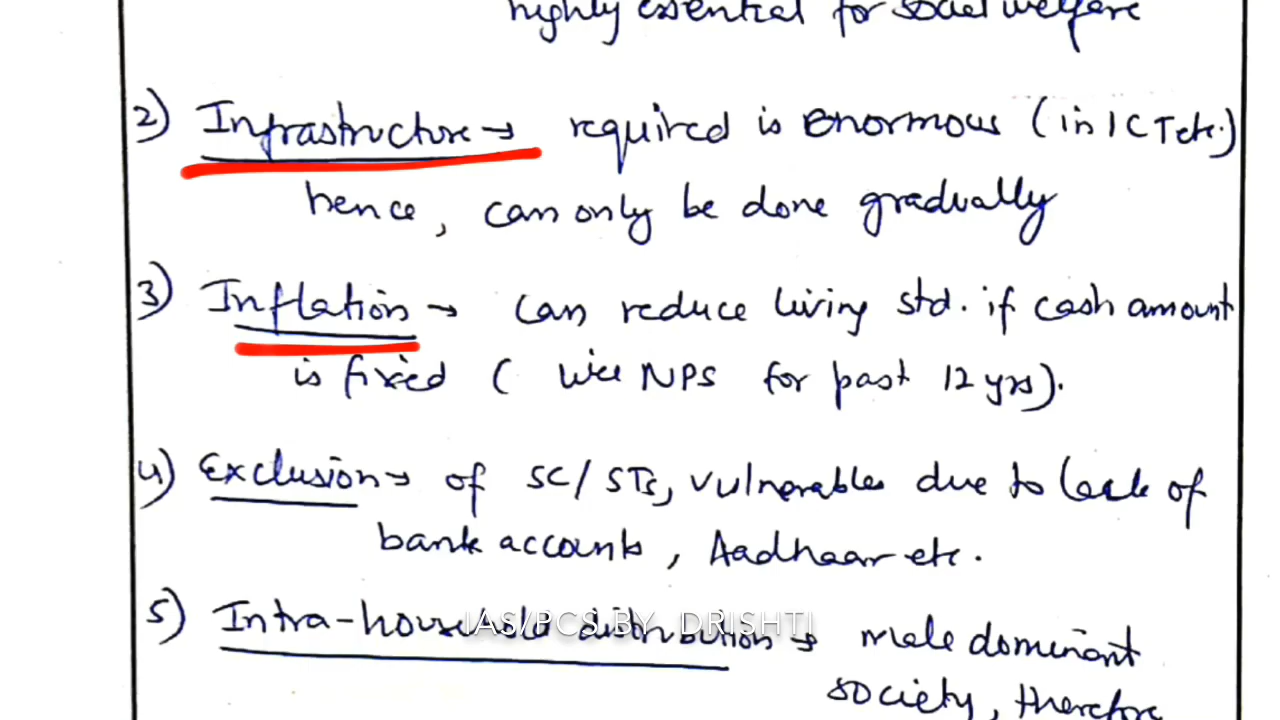 highly essential for social welfare
2) Infrastructure → required is enormous (in ICT etc.)
hence, can only be done gradually
3) Inflation → can reduce living std. if cash amount
is fixed ( like NPS for past 12 yrs).
4) Exclusion → of SC/STs, vulnerables due to lack of
bank accounts, Aadhaar etc.
5) Intra-household distribution → male dominant
IAS/PCS BY DRISHTI
society, therefore